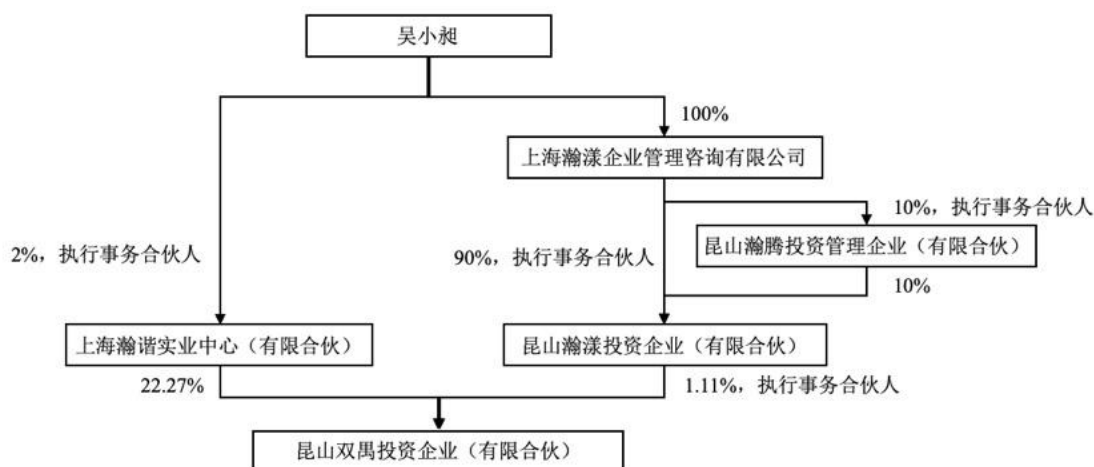 吴小昶
100%
上海瀚漾企业管理咨询有限公司
10%，执行事务合伙人
2%，执行事务合伙人
90%，执行事务合伙人
昆山瀚腾投资管理企业（有限合伙）
10%
上海瀚谐实业中心（有限合伙）
昆山瀚漾投资企业（有限合伙）
22.27%
1.11%，执行事务合伙人
昆山双禺投资企业（有限合伙）